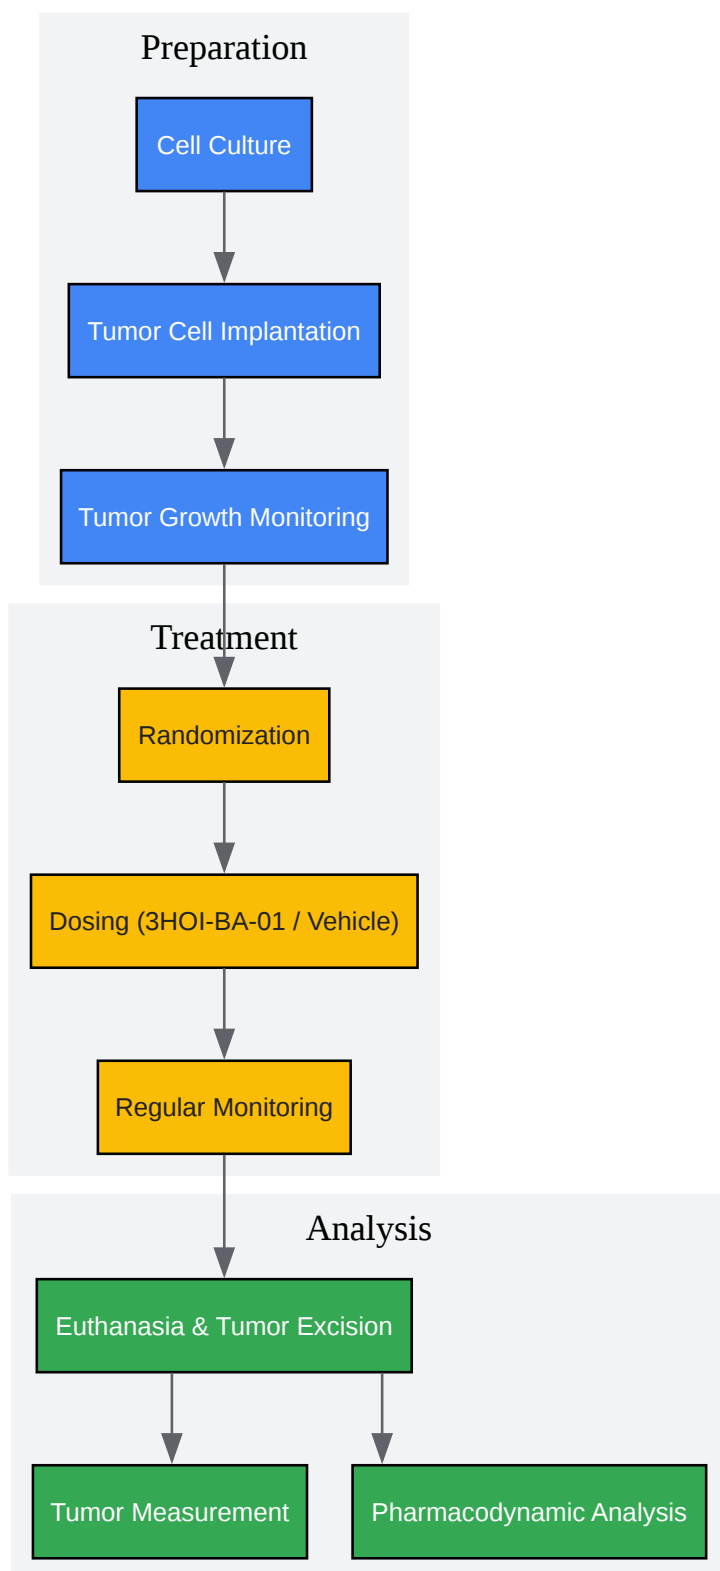 Preparation
Cell Culture
Tumor Cell Implantation
Tumor Growth Monitoring
Treatment
Randomization
Dosing (3HOI-BA-01 / Vehicle)
Regular Monitoring
Analysis
Euthanasia & Tumor Excision
Tumor Measurement
Pharmacodynamic Analysis